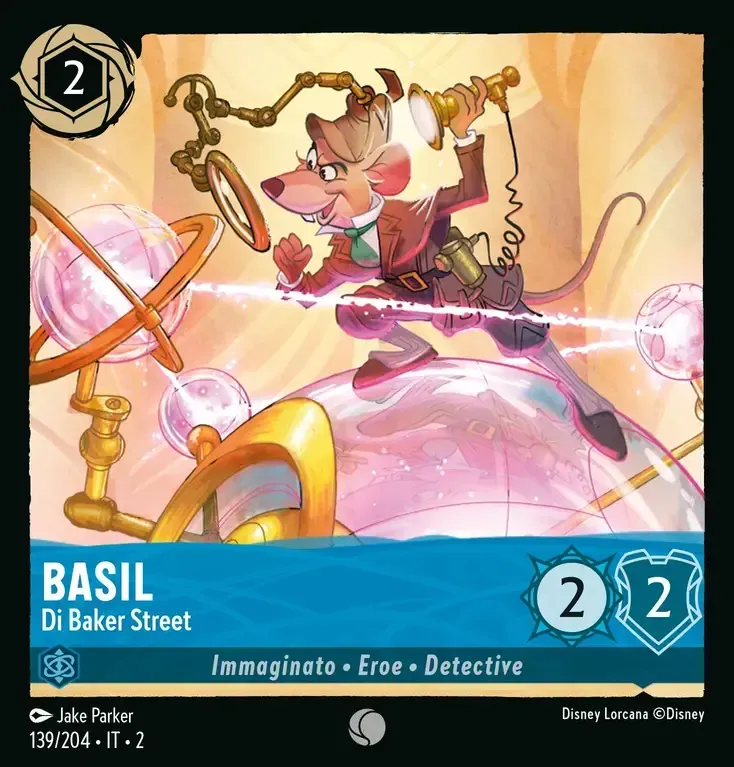 2
BASIL
Di Baker Street
2
2
Immaginato • Eroe • Detective
Jake Parker
Disney Lorcana ©Disney
139/204 • IT • 2